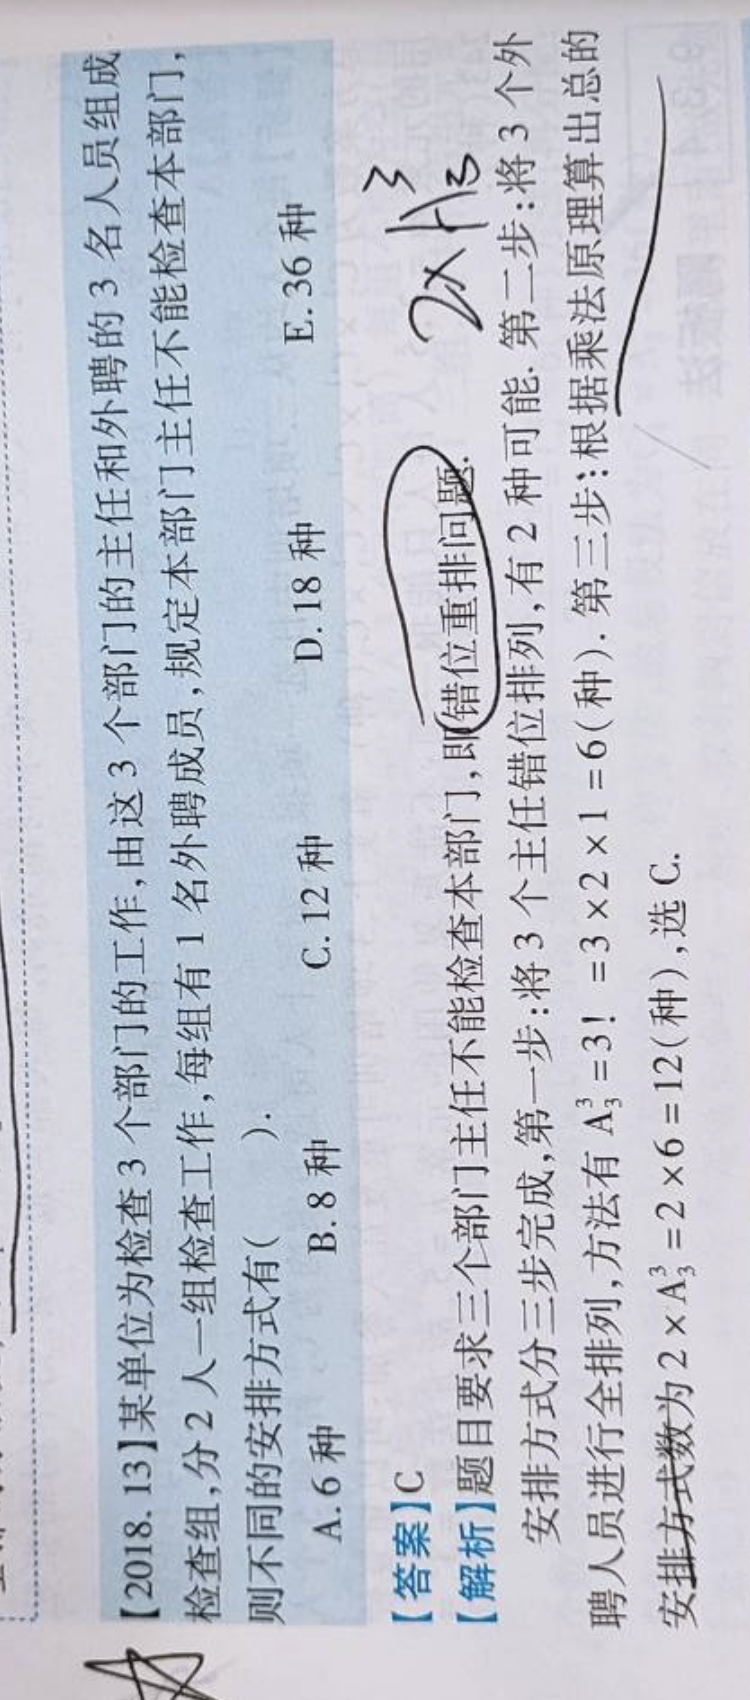 【2018.13】某单位为检查3个部门的工作,由这3个部门的主任和外聘的3名人员组成
检查组,分2人一组检查工作,每组有1名外聘成员,规定本部门主任不能检查本部门,
则不同的安排方式有(    ).
A.6种 B.8种 C.12种 D.18种 E.36种
2×A₃³
【答案】C
【解析】题目要求三个部门主任不能检查本部门,即错位重排问题.
安排方式分三步完成,第一步:将3个主任错位排列,有2种可能.第二步:将3个外
聘人员进行全排列,方法有A₃³=3!=3×2×1=6(种).第三步:根据乘法原理算出总的
安排方式数为2×A₃³=2×6=12(种),选C.